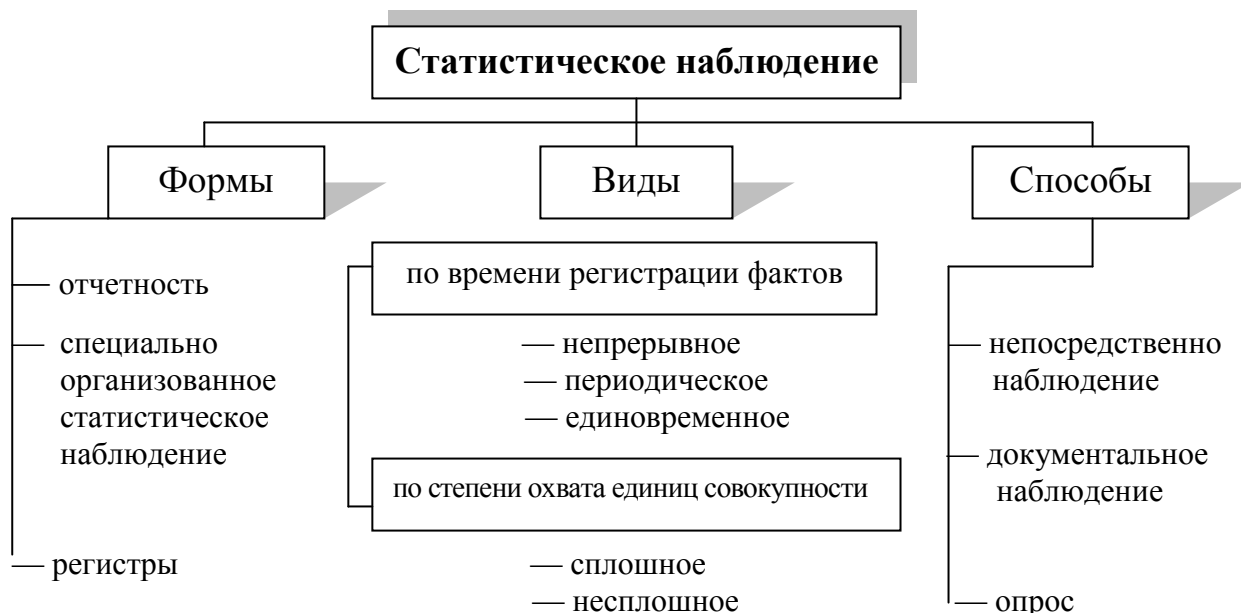 Статистическое наблюдение
Формы
отчетность
специально
организованное
статистическое
наблюдение
регистры
Виды
по времени регистрации фактов
непрерывное
периодическое
единовременное
по степени охвата единиц совокупности
сплошное
несплошное
Способы
непосредственно
наблюдение
документальное
наблюдение
опрос